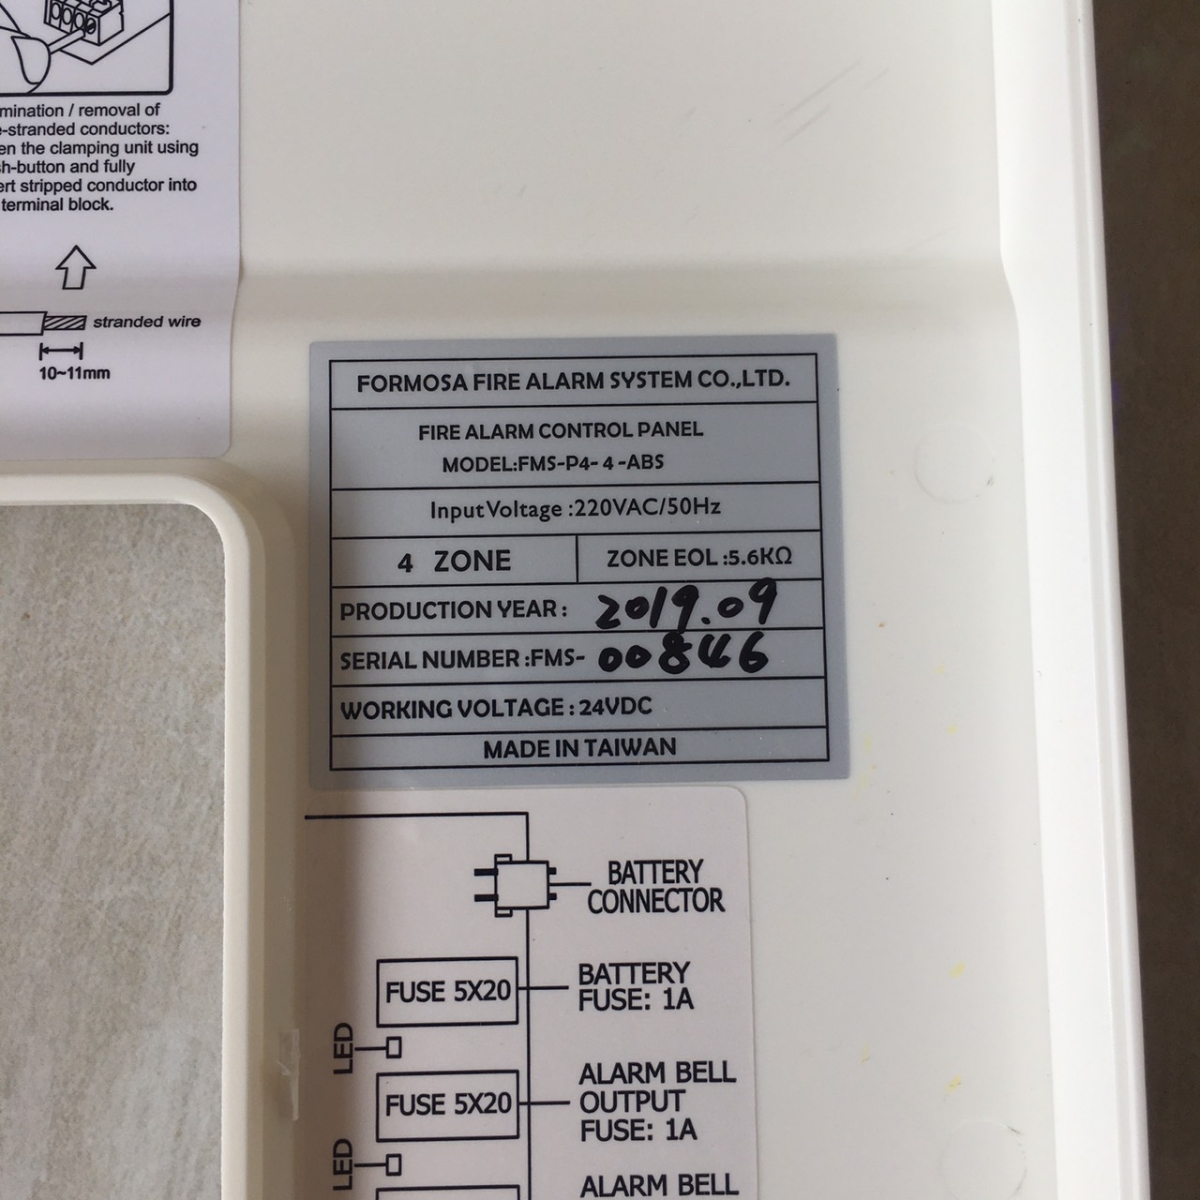 mination / removal of
e-stranded conductors:
en the clamping unit using
sh-button and fully
ert stripped conductor into
terminal block.
stranded wire
10~11mm
FORMOSA FIRE ALARM SYSTEM CO.,LTD.
FIRE ALARM CONTROL PANEL
MODEL:FMS-P4-4-ABS
Input Voltage :220VAC/50Hz
4 ZONE
ZONE EOL :5.6KΩ
PRODUCTION YEAR : 2019.09
SERIAL NUMBER :FMS- 00846
WORKING VOLTAGE : 24VDC
MADE IN TAIWAN
BATTERY
CONNECTOR
FUSE 5X20
BATTERY
FUSE: 1A
LED
FUSE 5X20
ALARM BELL
OUTPUT
FUSE: 1A
LED
ALARM BELL